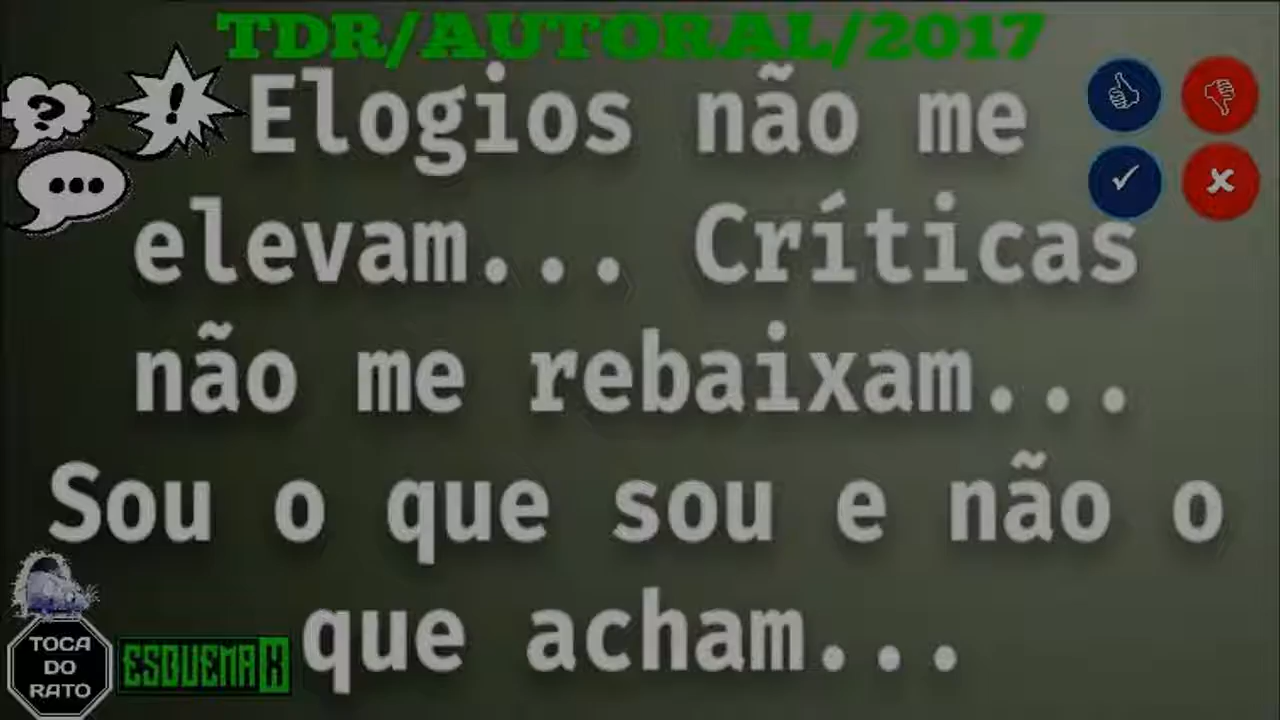 TDR/AUTORAL/2017
Elogios não me
elevam... Críticas
não me rebaixam...
Sou o que sou e não o
que acham...
TOCA
DO
RATO
ESQUEMA X